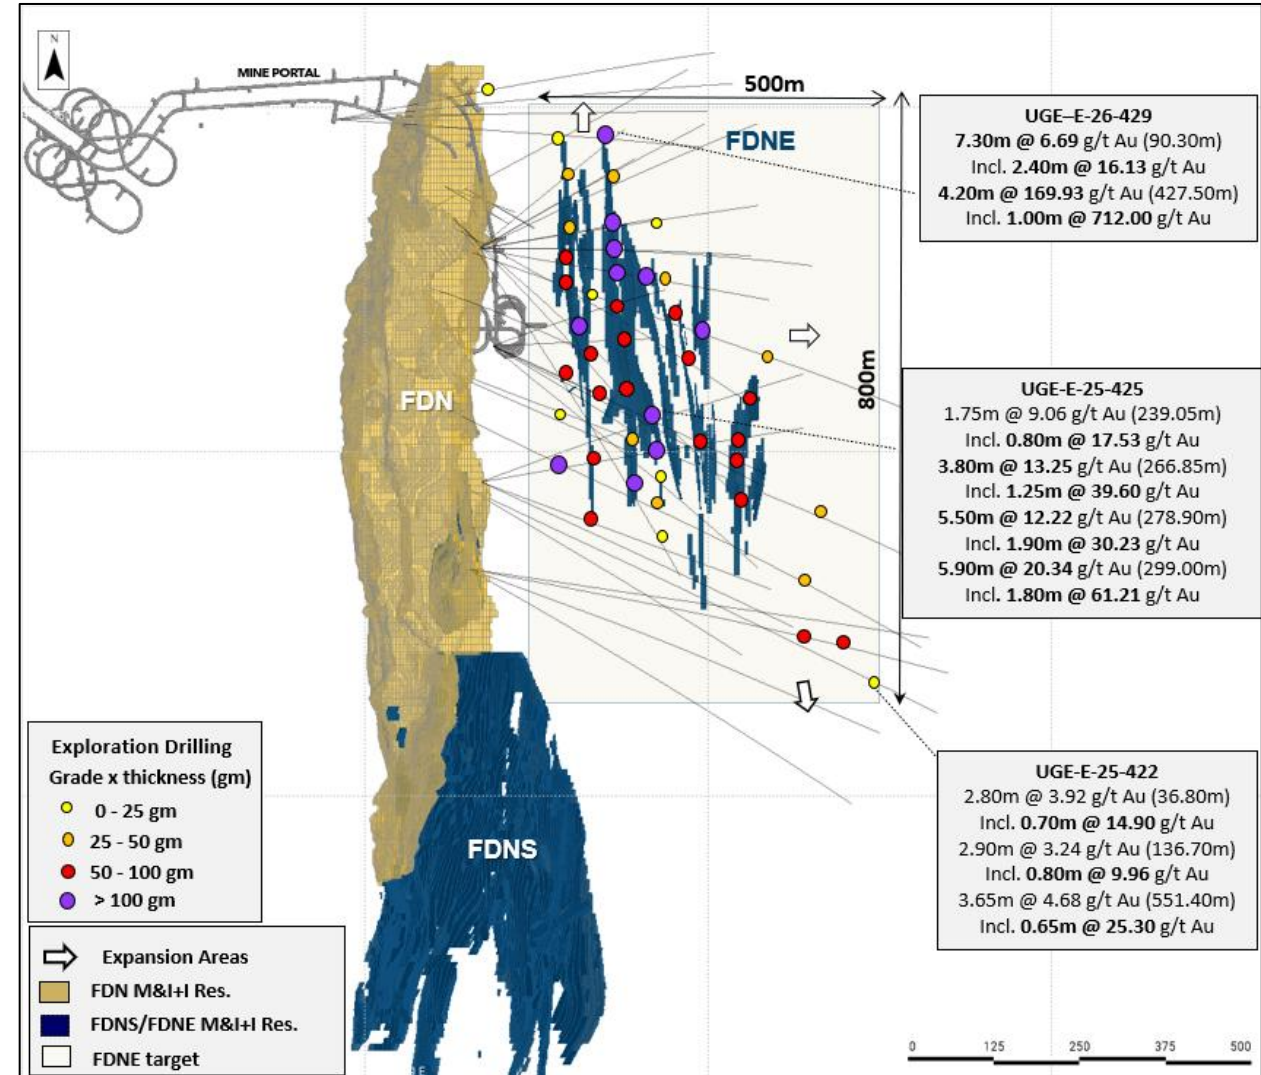 N
MINE PORTAL
500m
FDNE
800m
FDN
FDNS
UGE–E-26-429
7.30m @ 6.69 g/t Au (90.30m)
Incl. 2.40m @ 16.13 g/t Au
4.20m @ 169.93 g/t Au (427.50m)
Incl. 1.00m @ 712.00 g/t Au
UGE-E-25-425
1.75m @ 9.06 g/t Au (239.05m)
Incl. 0.80m @ 17.53 g/t Au
3.80m @ 13.25 g/t Au (266.85m)
Incl. 1.25m @ 39.60 g/t Au
5.50m @ 12.22 g/t Au (278.90m)
Incl. 1.90m @ 30.23 g/t Au
5.90m @ 20.34 g/t Au (299.00m)
Incl. 1.80m @ 61.21 g/t Au
UGE-E-25-422
2.80m @ 3.92 g/t Au (36.80m)
Incl. 0.70m @ 14.90 g/t Au
2.90m @ 3.24 g/t Au (136.70m)
Incl. 0.80m @ 9.96 g/t Au
3.65m @ 4.68 g/t Au (551.40m)
Incl. 0.65m @ 25.30 g/t Au
Exploration Drilling
Grade x thickness (gm)
0 - 25 gm
25 - 50 gm
50 - 100 gm
> 100 gm
Expansion Areas
FDN M&I+I Res.
FDNS/FDNE M&I+I Res.
FDNE target
0 125 250 375 500